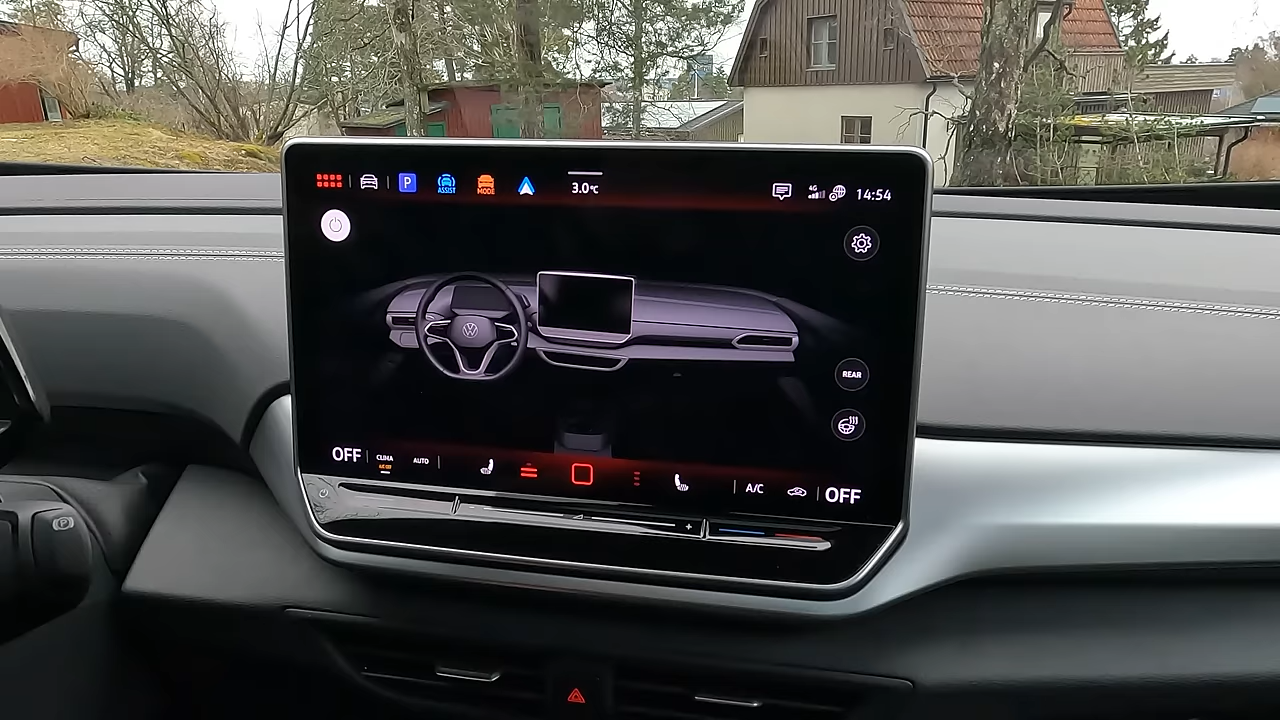 P
ASSIST
MODE
3.0°C
4G
14:54
REAR
OFF
CLIMA
AUTO
A/C
OFF
+
P